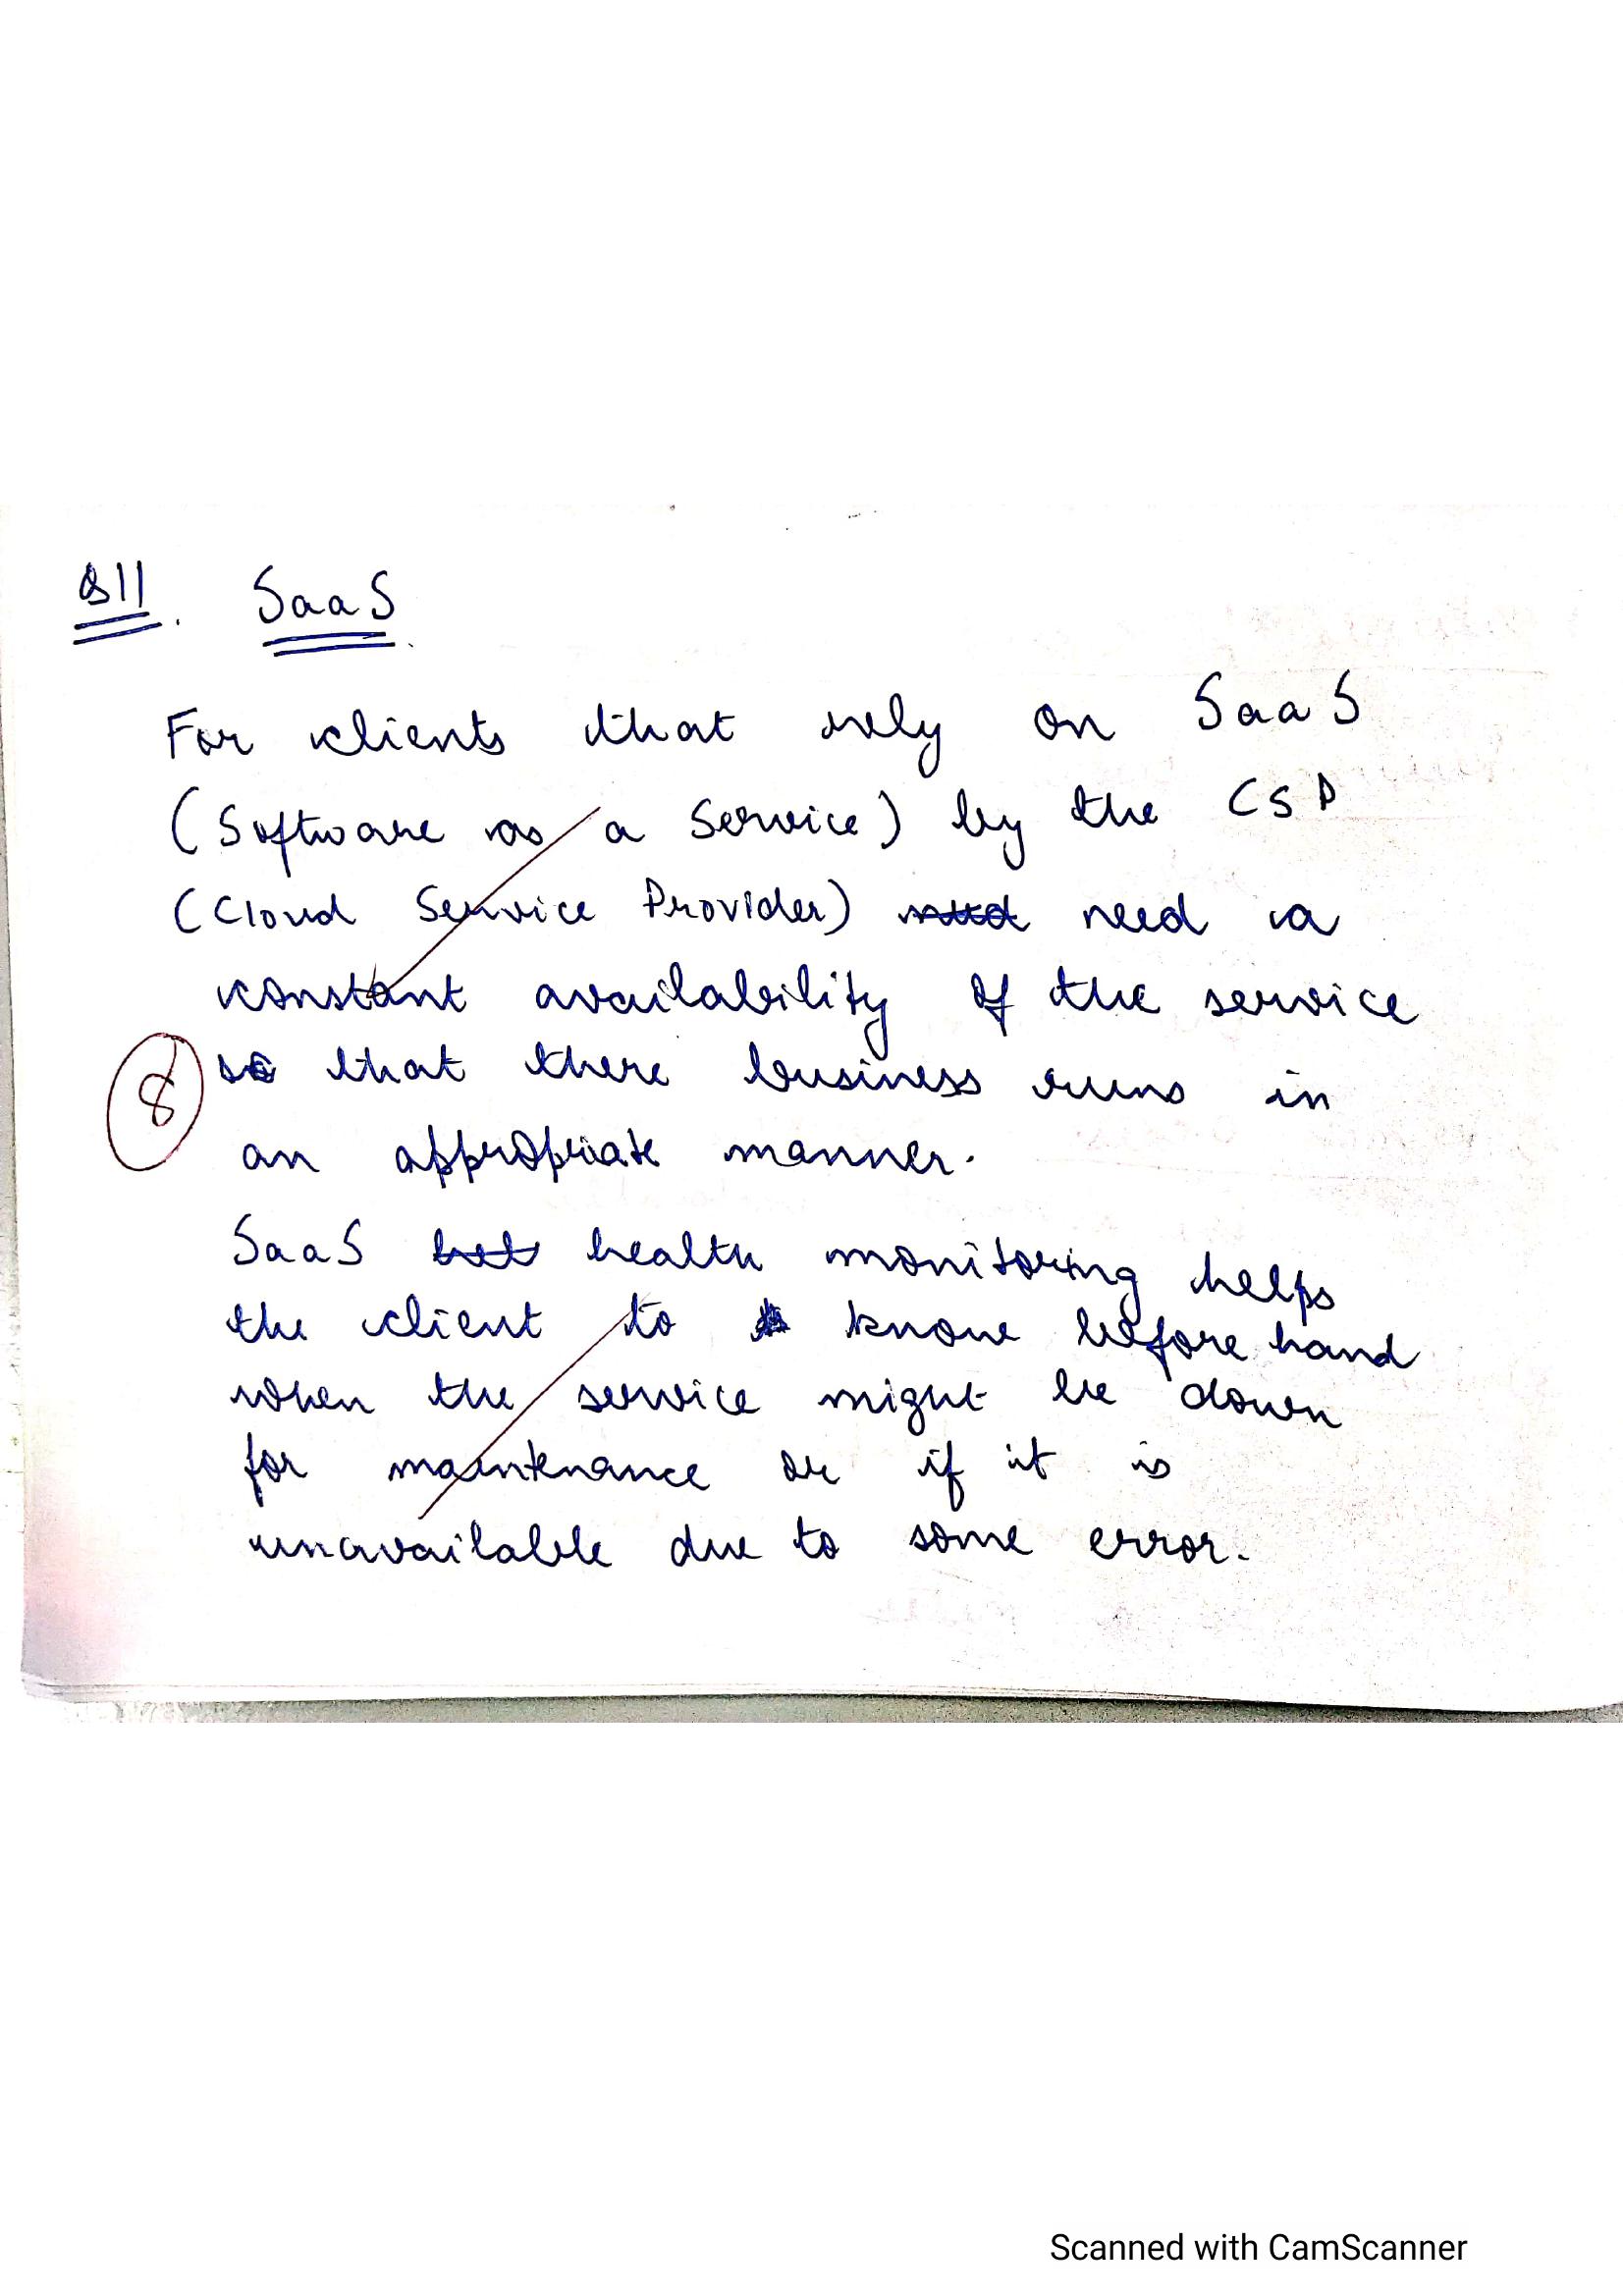 Q11. SaaS
For clients that rely on SaaS
(Software as a Service) by the CSP
(Cloud Service Provider) need a
constant availability of the service
so that there business runs in
8
an appropriate manner.
SaaS health monitoring helps
the client to know before hand
when the service might be down
for maintenance or if it is
unavailable due to some error.
Scanned with CamScanner